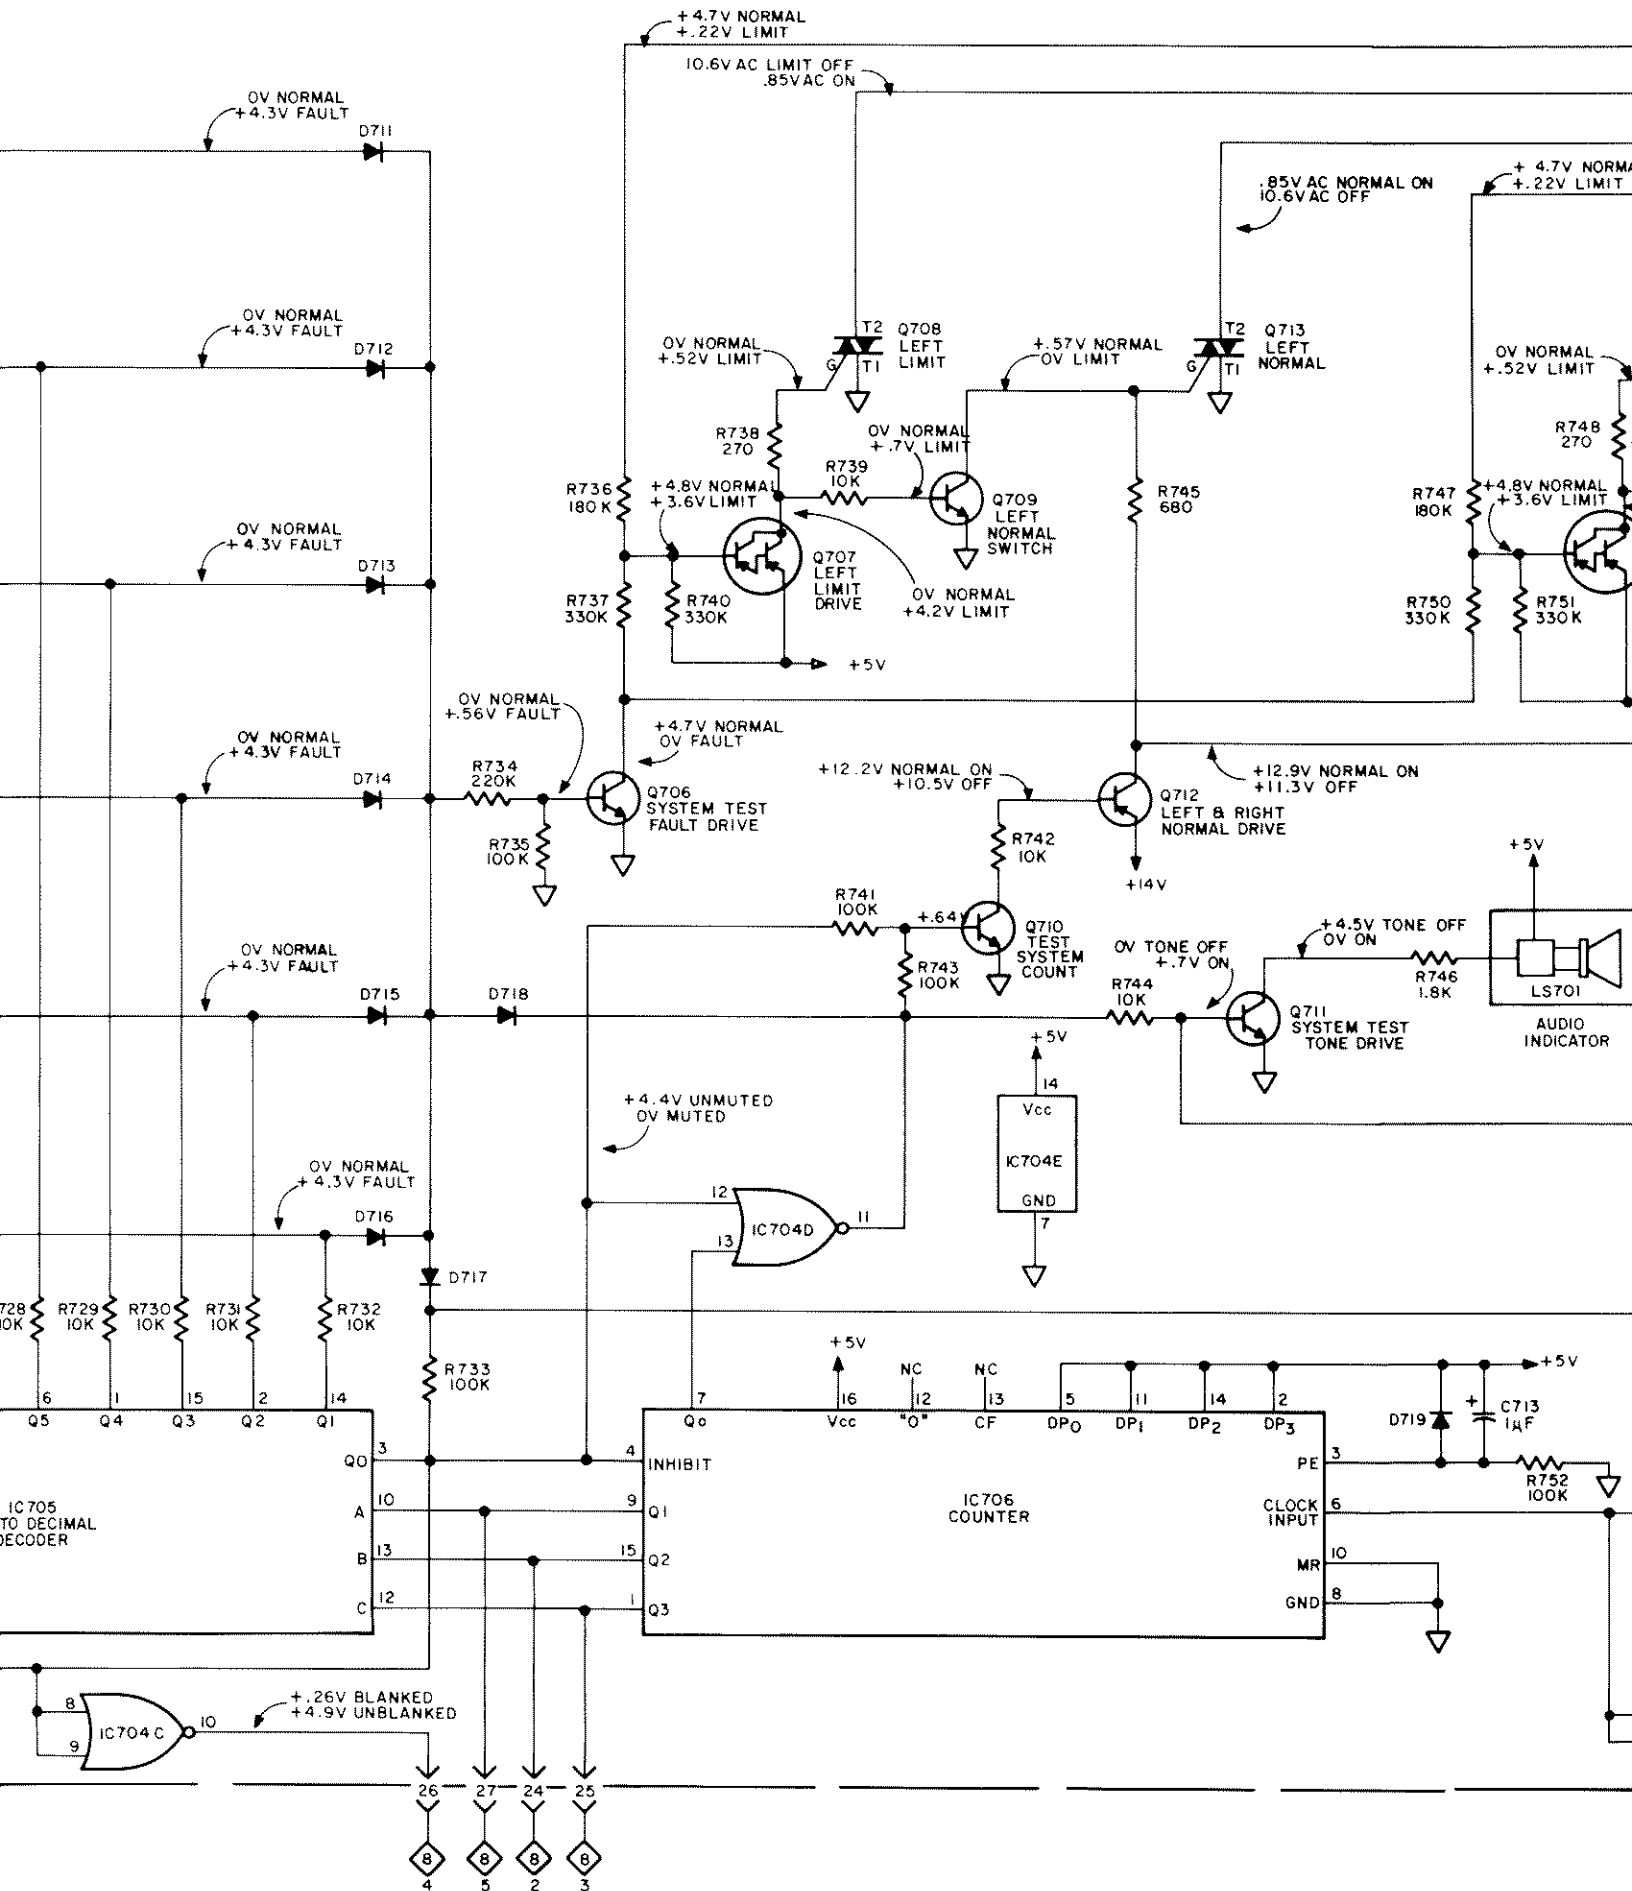 +4.7V NORMAL
+.22V LIMIT
10.6V AC LIMIT OFF
.85VAC ON
0V NORMAL
+4.3V FAULT
D711
.85V AC NORMAL ON
10.6V AC OFF
+ 4.7V NORMA
+.22V LIMIT
0V NORMAL
+4.3V FAULT
D712
0V NORMAL
+.52V LIMIT
T2
G
T1
Q708
LEFT
LIMIT
+.57V NORMAL
0V LIMIT
T2
G
T1
Q713
LEFT
NORMAL
0V NORMAL
+.52V LIMIT
R738
270
0V NORMAL
+.7V LIMIT
R748
270
R736
180K
+4.8V NORMAL
+3.6V LIMIT
R739
10K
Q709
LEFT
NORMAL
SWITCH
R745
680
R747
180K
+4.8V NORMAL
+3.6V LIMIT
0V NORMAL
+4.3V FAULT
D713
Q707
LEFT
LIMIT
DRIVE
0V NORMAL
+4.2V LIMIT
R737
330K
R740
330K
R750
330K
R751
330K
+5V
0V NORMAL
+.56V FAULT
+4.7V NORMAL
0V FAULT
0V NORMAL
+4.3V FAULT
D714
R734
220K
Q706
SYSTEM TEST
FAULT DRIVE
R735
100K
+12.2V NORMAL ON
+10.5V OFF
+12.9V NORMAL ON
+11.3V OFF
Q712
LEFT & RIGHT
NORMAL DRIVE
R742
10K
+14V
+5V
R741
100K
+.64V
Q710
TEST
SYSTEM
COUNT
R743
100K
0V TONE OFF
+.7V ON
+4.5V TONE OFF
0V ON
R746
1.8K
LS701
AUDIO
INDICATOR
0V NORMAL
+4.3V FAULT
D715
D718
R744
10K
Q711
SYSTEM TEST
TONE DRIVE
+5V
14
Vcc
IC704E
GND
7
+4.4V UNMUTED
0V MUTED
0V NORMAL
+4.3V FAULT
D716
12
13
IC704D
11
D717
728
10K
R729
10K
R730
10K
R731
10K
R732
10K
R733
100K
+5V
NC
NC
+5V
6
1
15
2
14
7
16
12
13
5
11
14
2
Q5
Q4
Q3
Q2
Q1
Qo
Vcc
"O"
CF
DP0
DP1
DP2
DP3
D719
+
C713
1µF
Q0
3
4
INHIBIT
PE
3
R752
100K
IC705
TO DECIMAL
DECODER
A
10
9
Q1
IC706
COUNTER
CLOCK
INPUT
6
B
13
15
Q2
MR
10
C
12
1
Q3
GND
8
8
9
IC704C
10
+.26V BLANKED
+4.9V UNBLANKED
26
27
24
25
8
8
8
8
4
5
2
3